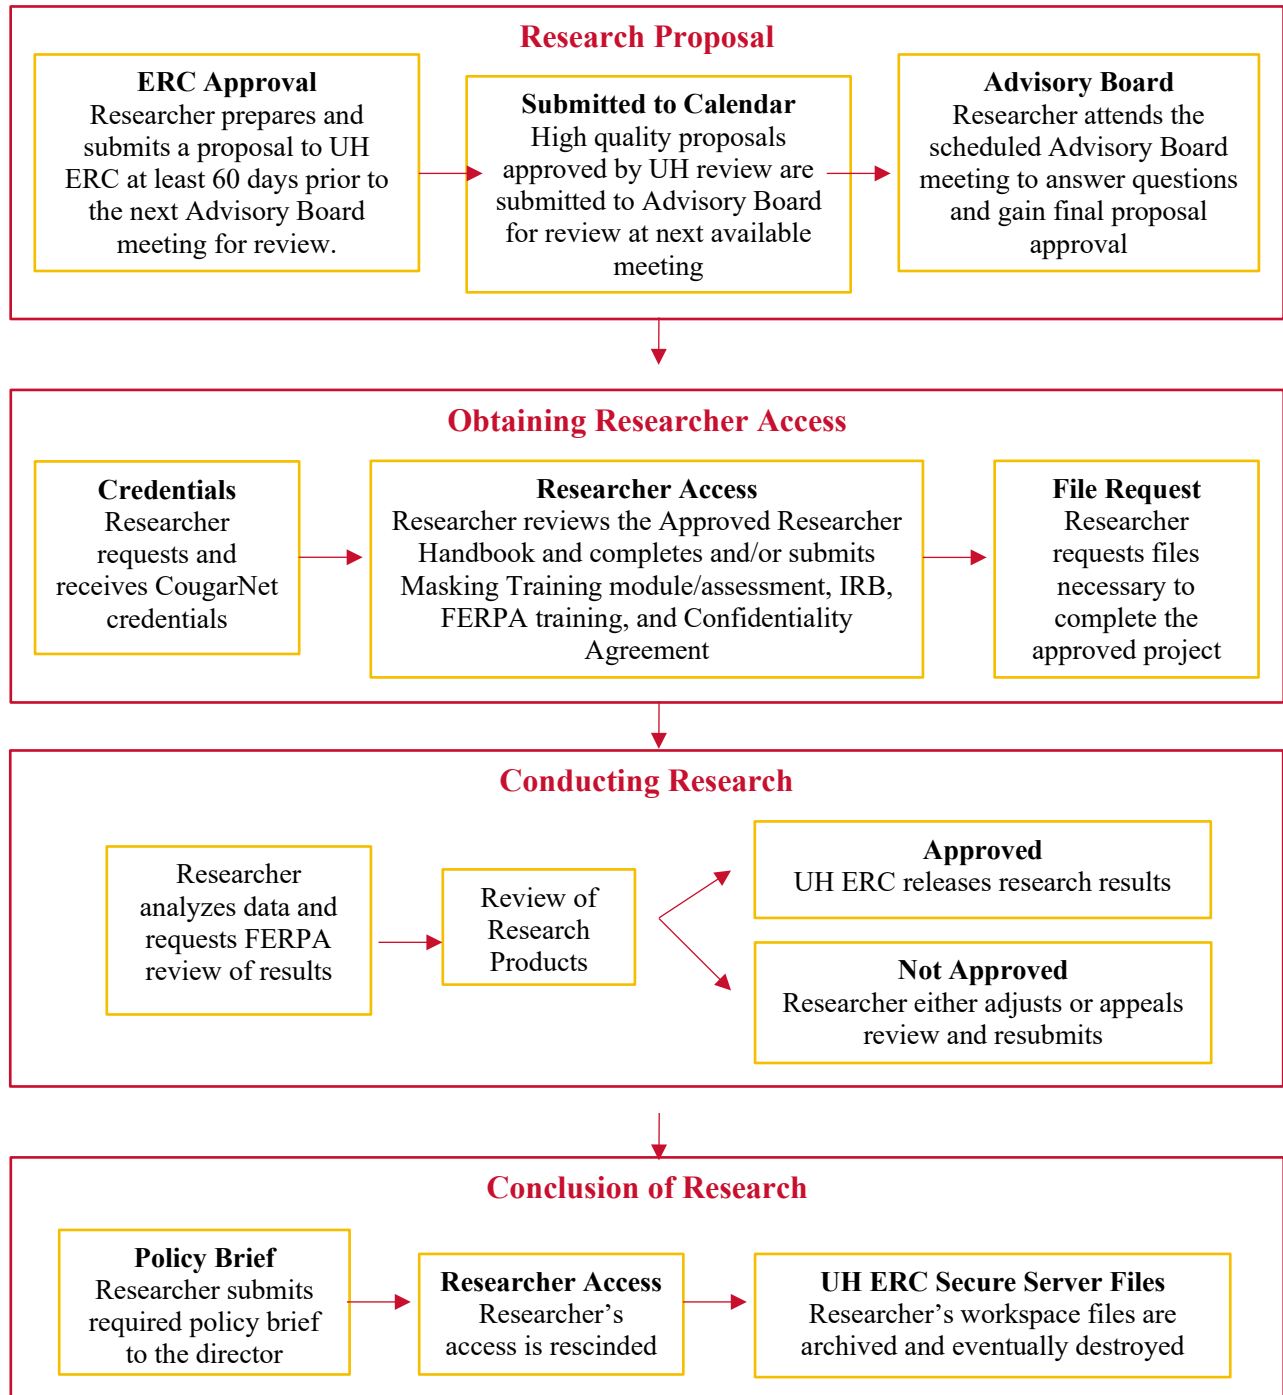 Research Proposal
ERC Approval
Researcher prepares and
submits a proposal to UH
ERC at least 60 days prior to
the next Advisory Board
meeting for review.
Submitted to Calendar
High quality proposals
approved by UH review are
submitted to Advisory Board
for review at next available
meeting
Advisory Board
Researcher attends the
scheduled Advisory Board
meeting to answer questions
and gain final proposal
approval
Obtaining Researcher Access
Credentials
Researcher
requests and
receives CougarNet
credentials
Researcher Access
Researcher reviews the Approved Researcher
Handbook and completes and/or submits
Masking Training module/assessment, IRB,
FERPA training, and Confidentiality
Agreement
File Request
Researcher
requests files
necessary to
complete the
approved project
Conducting Research
Researcher
analyzes data and
requests FERPA
review of results
Review of
Research
Products
Approved
UH ERC releases research results
Not Approved
Researcher either adjusts or appeals
review and resubmits
Conclusion of Research
Policy Brief
Researcher submits
required policy brief
to the director
Researcher Access
Researcher's
access is rescinded
UH ERC Secure Server Files
Researcher's workspace files are
archived and eventually destroyed